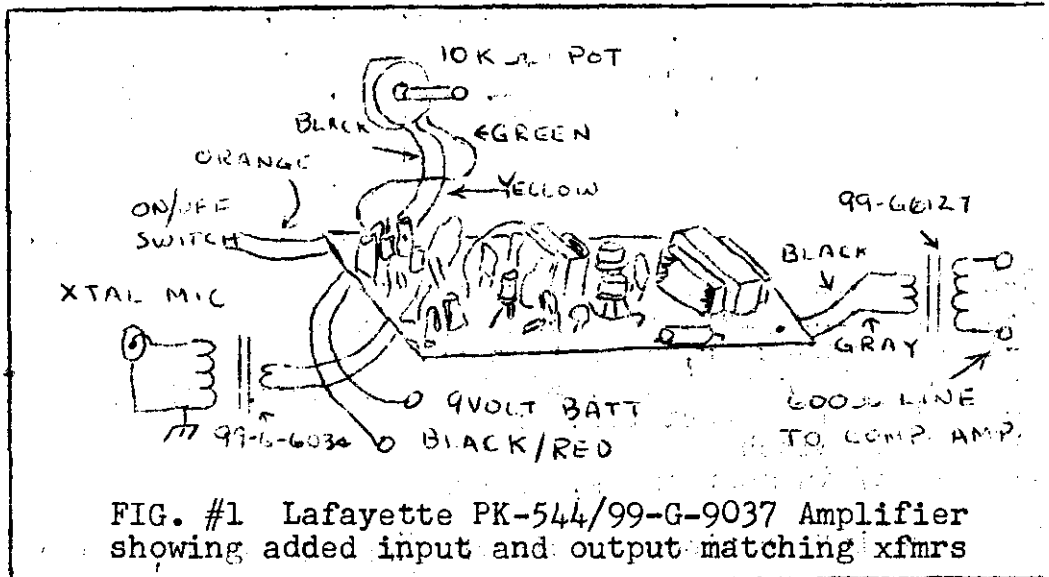 10K Ω POT
BLACK
GREEN
ORANGE
YELLOW
ON/OFF
SWITCH
99-G6127
BLACK
XTAL MIC
GRAY
9VOLT BATT
600Ω LINE
99-G-6034
BLACK/RED
TO COMP. AMP.
FIG. #1 Lafayette PK-544/99-G-9037 Amplifier
showing added input and output matching xfmrs